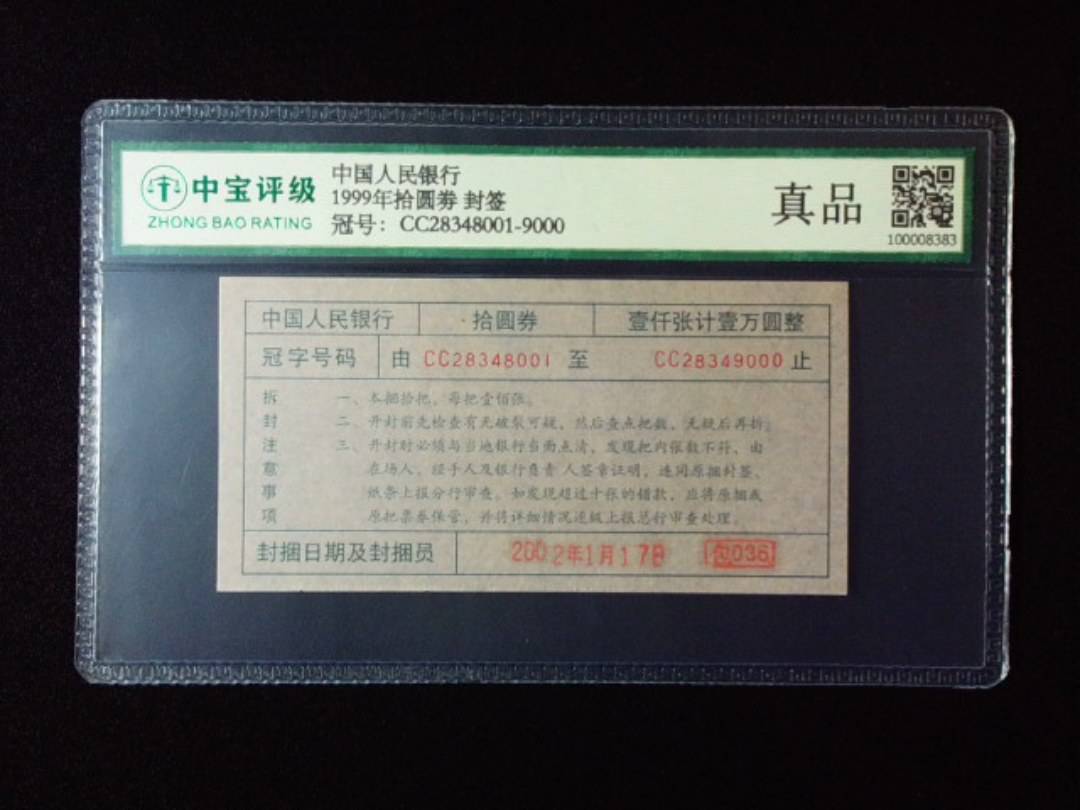 中宝评级
ZHONG BAO RATING
中国人民银行
1999年拾圆券 封签
冠号：CC28348001-9000
真品
100008383
中国人民银行 拾圆券 壹仟张计壹万圆整
冠字号码 由 CC28348001 至 CC28349000 止
拆封注意事项
一、本捆拾把，每把壹佰张。
二、开封前先检查有无破裂可疑，然后查点把数，无疑后再拆；
三、开封时必须与当地银行当面点清，发现把内张数不符，由
在场人、经手人及银行负责人签章证明，连同原捆封签、
纸条上报分行审查。如发现超过十张的错款，应将原捆或
原把票券保管，并将详细情况逐级上报总行审查处理。
封捆日期及封捆员 2002年1月17日 036